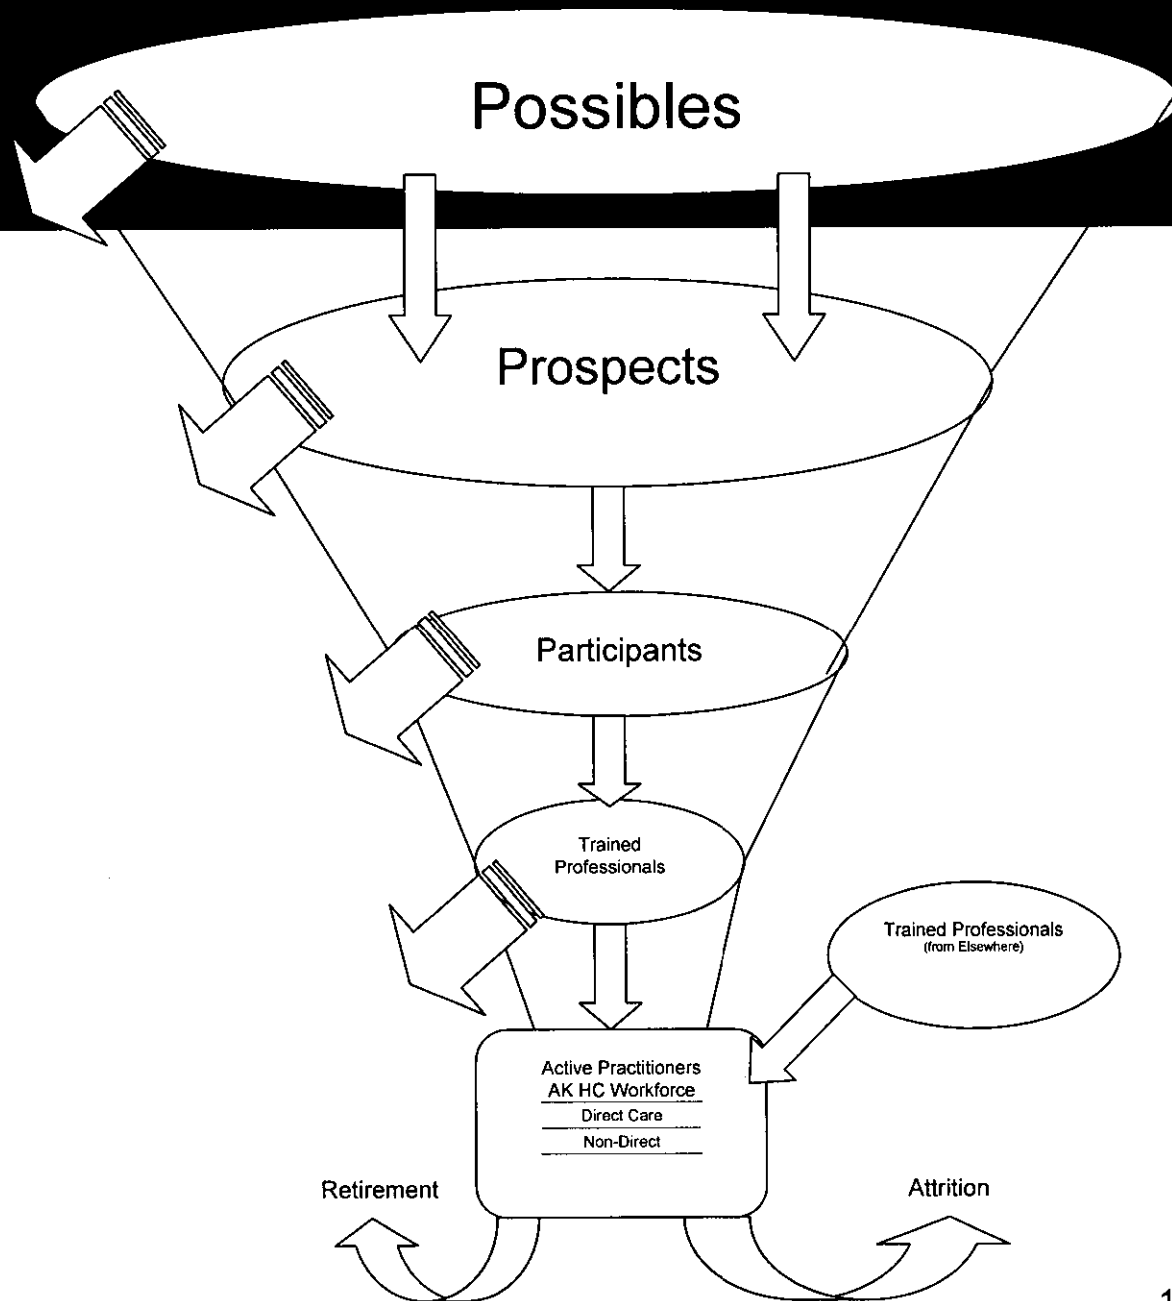 Possibles
Prospects
Participants
Trained
Professionals
Trained Professionals
(from Elsewhere)
Active Practitioners
AK HC Workforce
Direct Care
Non-Direct
Retirement
Attrition
1